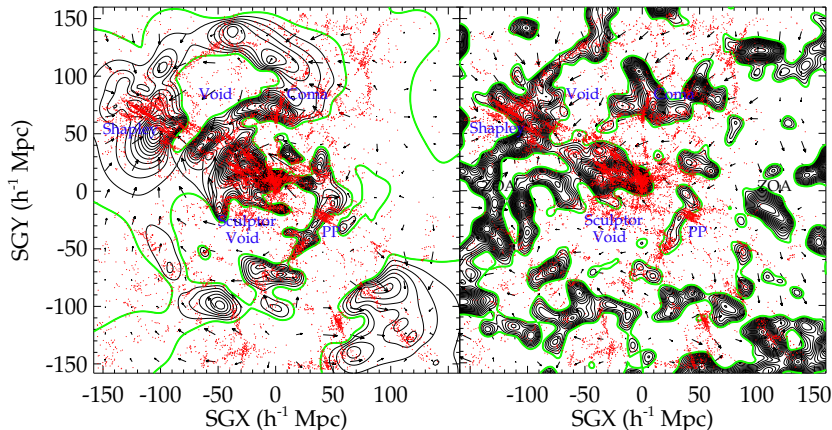 150
100
50
0
-50
-100
-150
SGY (h⁻¹ Mpc)
Void
Coma
Shapley
Sculptor
Void
PP
-150 -100 -50 0 50 100
SGX (h⁻¹ Mpc)
Void
Coma
Shapley
ZOA
ZOA
Sculptor
Void
PP
-150 -100 -50 0 50 100 150
SGX (h⁻¹ Mpc)